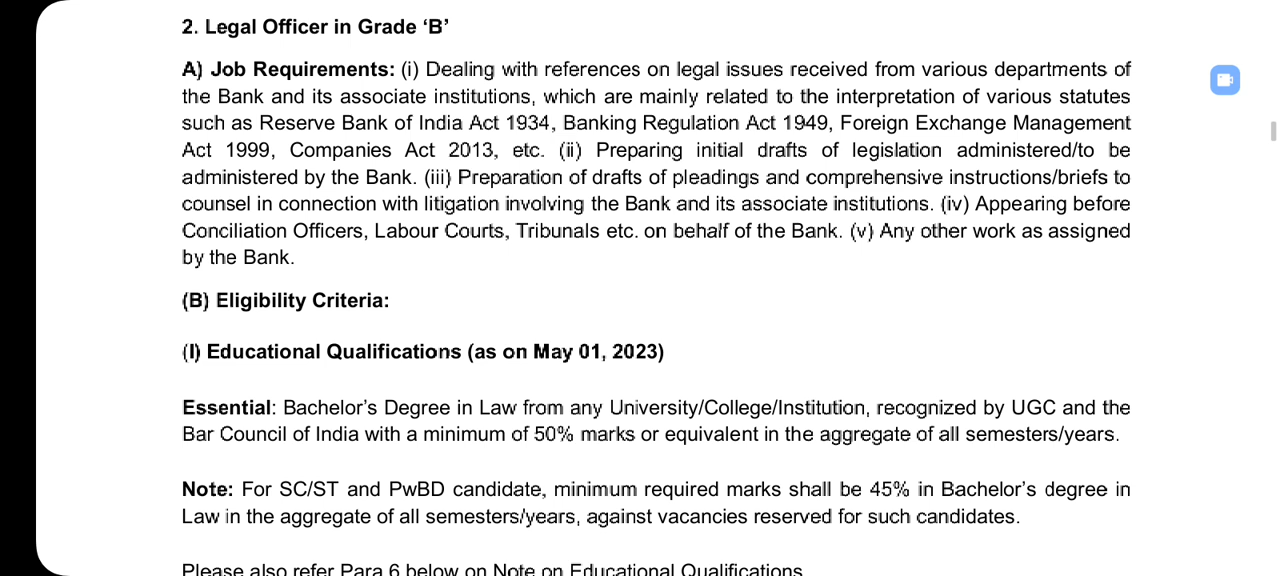 2. Legal Officer in Grade ‘B’
A) Job Requirements: (i) Dealing with references on legal issues received from various departments of
the Bank and its associate institutions, which are mainly related to the interpretation of various statutes
such as Reserve Bank of India Act 1934, Banking Regulation Act 1949, Foreign Exchange Management
Act 1999, Companies Act 2013, etc. (ii) Preparing initial drafts of legislation administered/to be
administered by the Bank. (iii) Preparation of drafts of pleadings and comprehensive instructions/briefs to
counsel in connection with litigation involving the Bank and its associate institutions. (iv) Appearing before
Conciliation Officers, Labour Courts, Tribunals etc. on behalf of the Bank. (v) Any other work as assigned
by the Bank.
(B) Eligibility Criteria:
(I) Educational Qualifications (as on May 01, 2023)
Essential: Bachelor’s Degree in Law from any University/College/Institution, recognized by UGC and the
Bar Council of India with a minimum of 50% marks or equivalent in the aggregate of all semesters/years.
Note: For SC/ST and PwBD candidate, minimum required marks shall be 45% in Bachelor’s degree in
Law in the aggregate of all semesters/years, against vacancies reserved for such candidates.
Please also refer Para 6 below on Note on Educational Qualifications